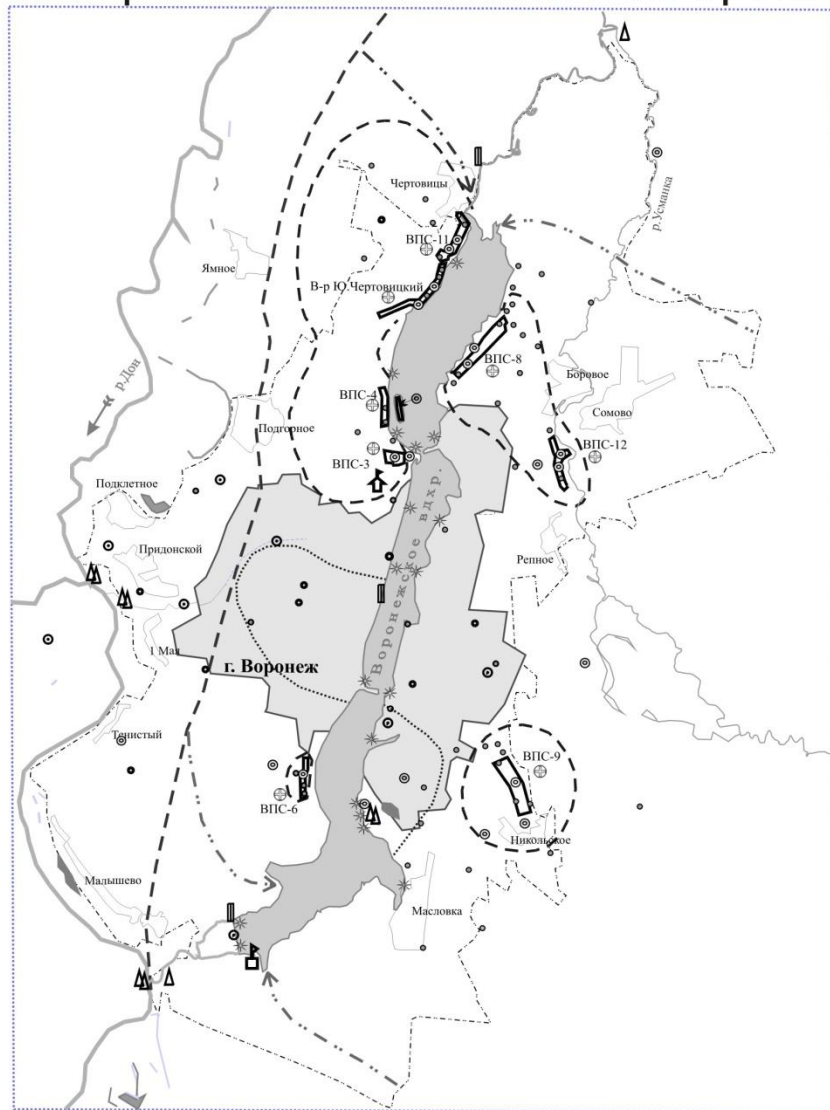 Чертовицы
р.Усманка
ВПС-11
Ямное
В-р Ю.Чертовицкий
р.Дон
ВПС-8
Боровое
ВПС-4
Сомово
Подгорное
ВПС-3
ВПС-12
Подклетное
Воронежское вдхр.
Придонской
Репное
1 Мая
г. Воронеж
Тенистый
ВПС-9
ВПС-6
Никольское
Малышево
Масловка